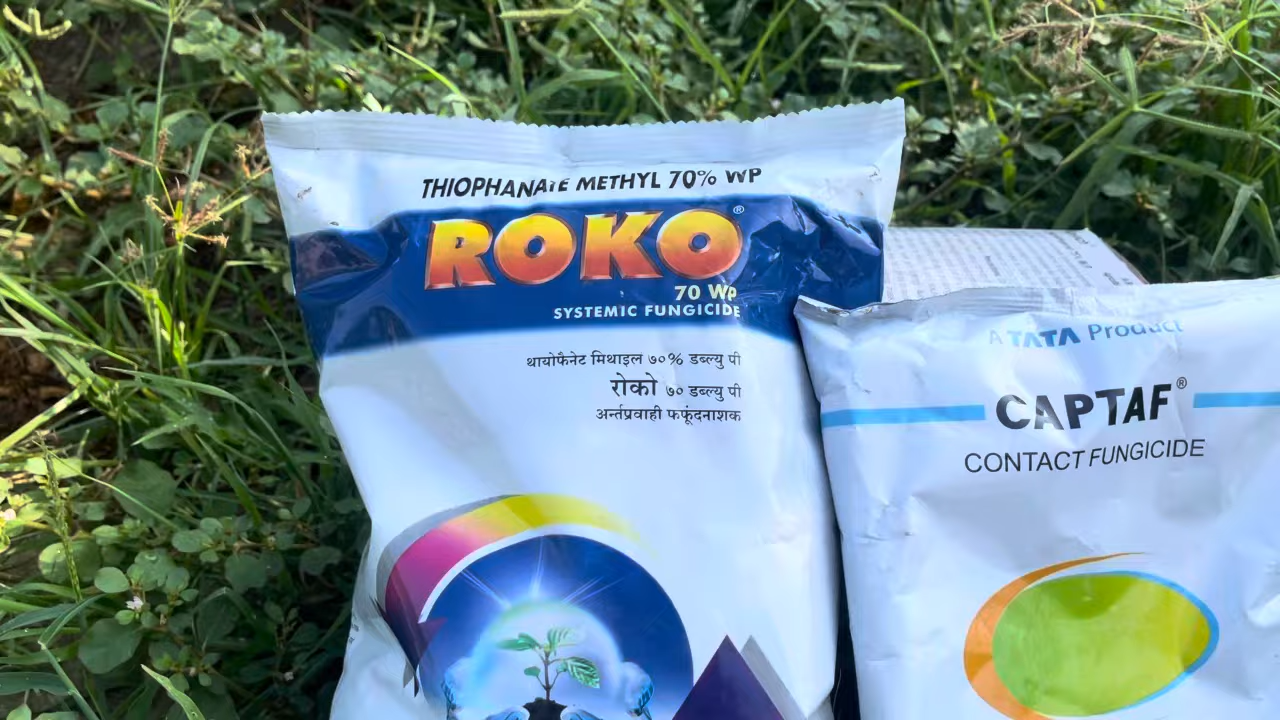 THIOPHANATE METHYL 70% WP
ROKO®
70 WP
SYSTEMIC FUNGICIDE
थायोफैनेट मिथाइल ७०% डब्ल्यु पी
रोको ७० डब्ल्यु पी
अर्न्तप्रवाही फफूंदनाशक
A TATA Product
CAPTAF®
CONTACT FUNGICIDE